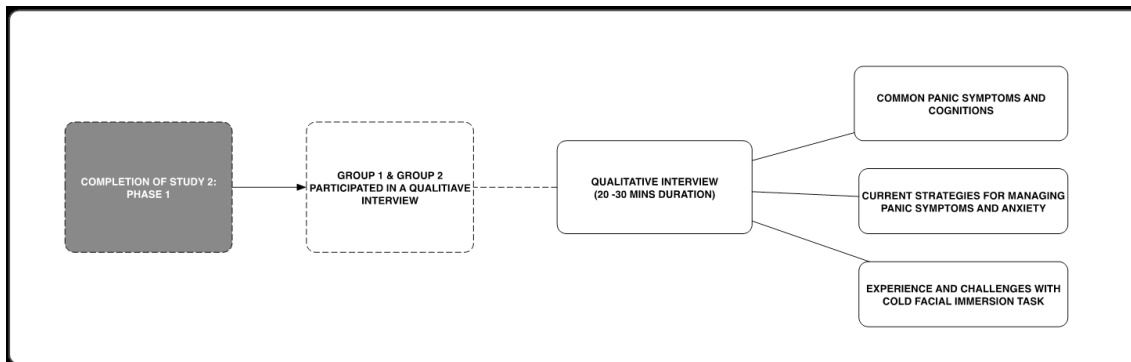 COMPLETION OF STUDY 2:
PHASE 1
GROUP 1 & GROUP 2
PARTICIPATED IN A QUALITIAVE
INTERVIEW
QUALITATIVE INTERVIEW
(20 -30 MINS DURATION)
COMMON PANIC SYMPTOMS AND
COGNITIONS
CURRENT STRATEGIES FOR MANAGING
PANIC SYMPTOMS AND ANXIETY
EXPERIENCE AND CHALLENGES WITH
COLD FACIAL IMMERSION TASK